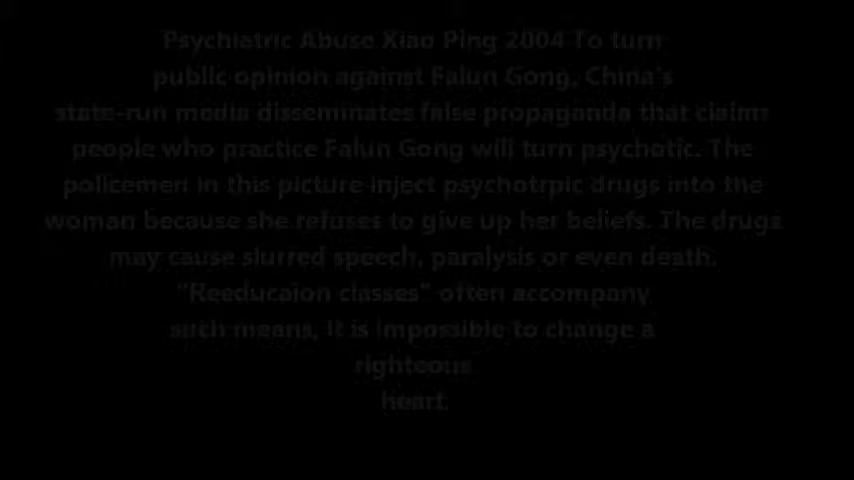 Psychiatric Abuse Xiao Ping 2004 To turn
public opinion against Falun Gong, China's
state-run media disseminates false propaganda that claims
people who practice Falun Gong will turn psychotic. The
policemen in this picture inject psychotrpic drugs into the
woman because she refuses to give up her beliefs. The drugs
may cause slurred speech, paralysis or even death.
"Reeducaion classes" often accompany
such means, It is impossible to change a
righteous
heart.